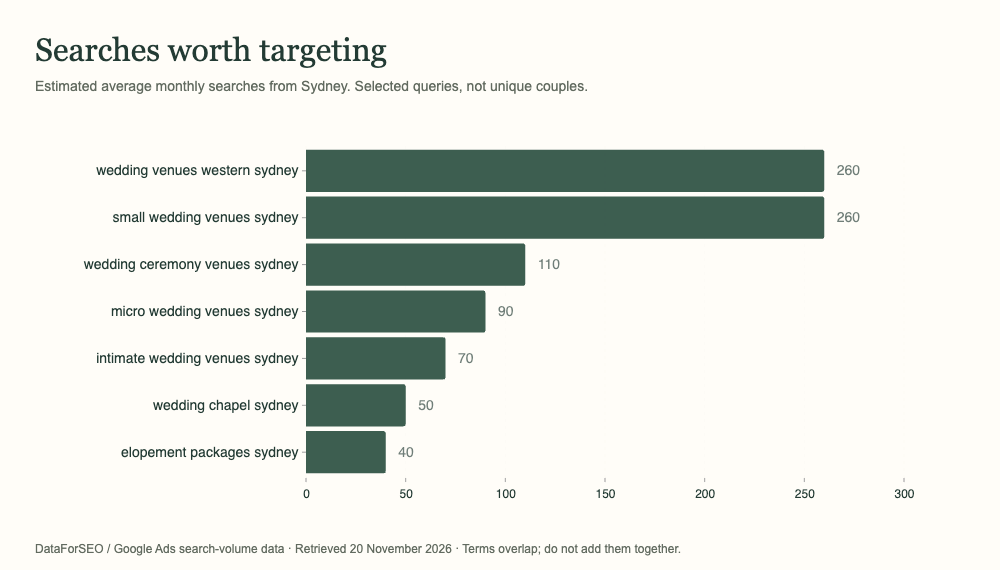 Searches worth targeting
Estimated average monthly searches from Sydney. Selected queries, not unique couples.
wedding venues western sydney 260
small wedding venues sydney 260
wedding ceremony venues sydney 110
micro wedding venues sydney 90
intimate wedding venues sydney 70
wedding chapel sydney 50
elopement packages sydney 40
0 50 100 150 200 250 300
DataForSEO / Google Ads search-volume data · Retrieved 20 November 2026 · Terms overlap; do not add them together.